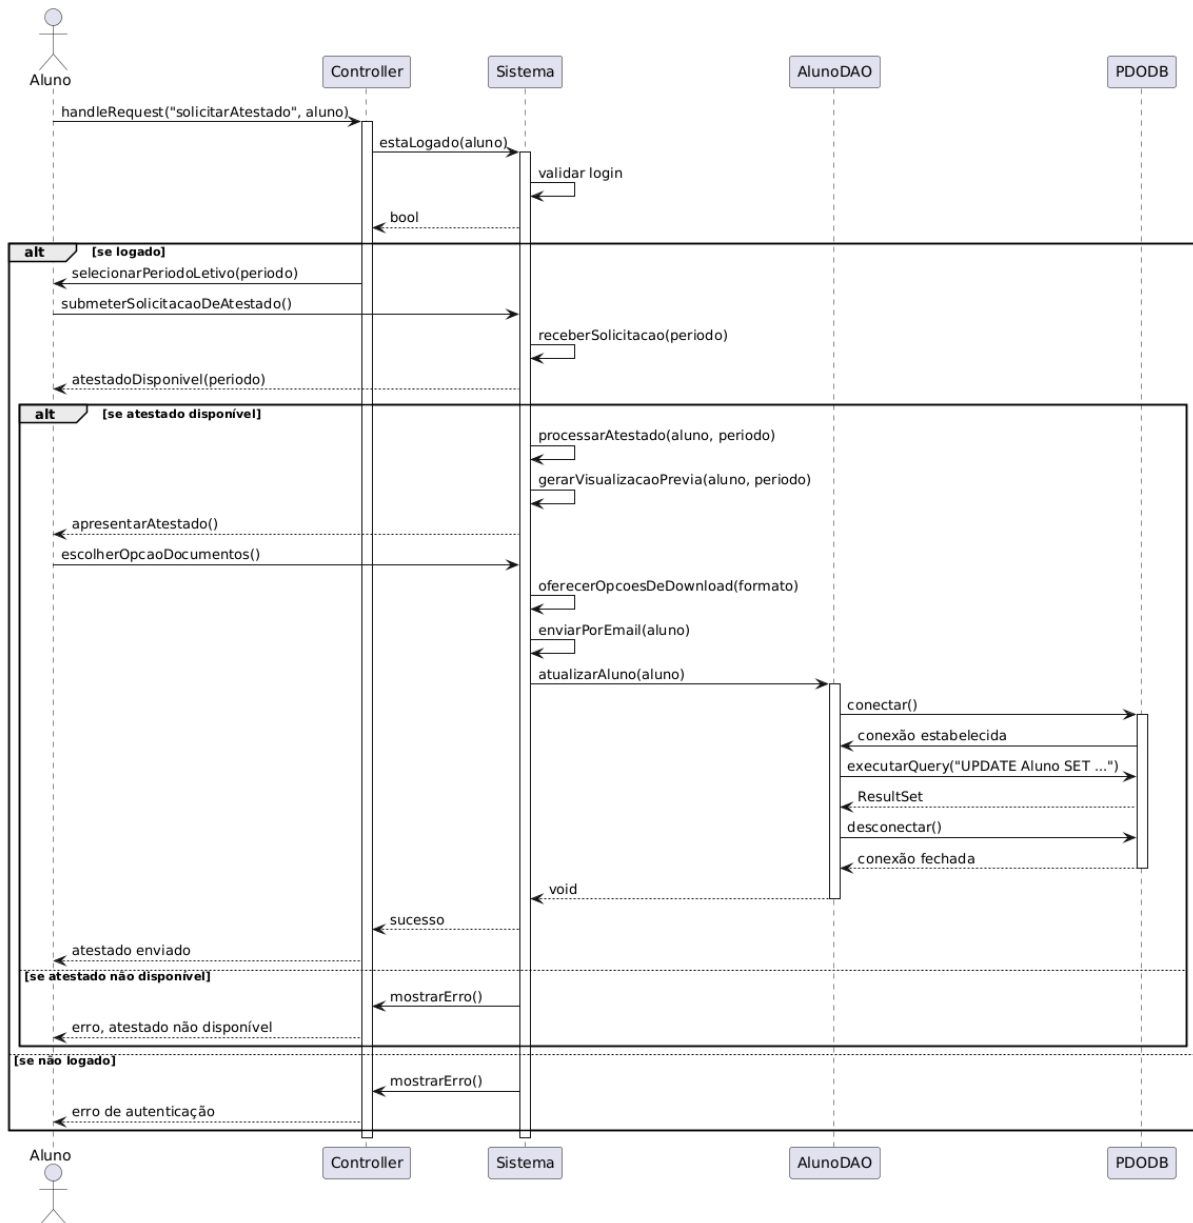 Aluno
Controller
Sistema
AlunoDAO
PDODB
handleRequest("solicitarAtestado", aluno)
estaLogado(aluno)
validar login
bool
alt
[se logado]
selecionarPeriodoLetivo(periodo)
submeterSolicitacaoDeAtestado()
receberSolicitacao(periodo)
atestadoDisponivel(periodo)
alt
[se atestado disponível]
processarAtestado(aluno, periodo)
gerarVisualizacaoPrevia(aluno, periodo)
apresentarAtestado()
escolherOpcaoDocumentos()
oferecerOpcoesDeDownload(formato)
enviarPorEmail(aluno)
atualizarAluno(aluno)
conectar()
conexão estabelecida
executarQuery("UPDATE Aluno SET ...")
ResultSet
desconectar()
conexão fechada
void
sucesso
atestado enviado
[se atestado não disponível]
mostrarErro()
erro, atestado não disponível
[se não logado]
mostrarErro()
erro de autenticação
Aluno
Controller
Sistema
AlunoDAO
PDODB